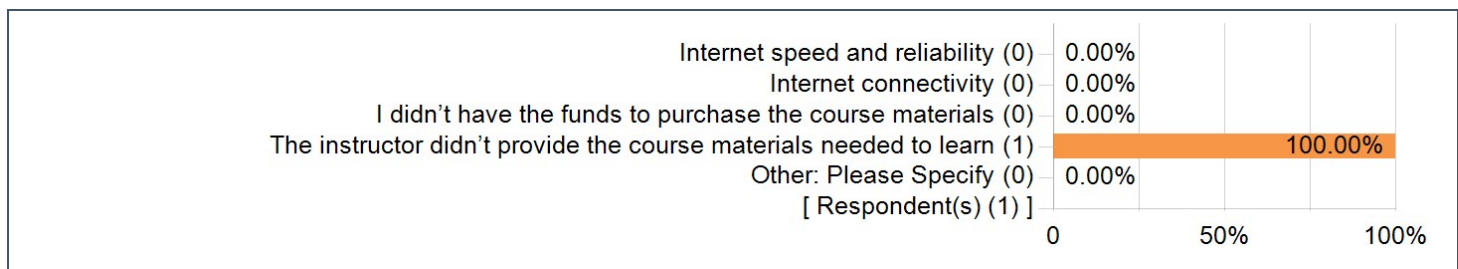 Internet speed and reliability (0) 0.00%
Internet connectivity (0) 0.00%
I didn’t have the funds to purchase the course materials (0) 0.00%
The instructor didn’t provide the course materials needed to learn (1) 100.00%
Other: Please Specify (0) 0.00%
[ Respondent(s) (1) ]
0 50% 100%